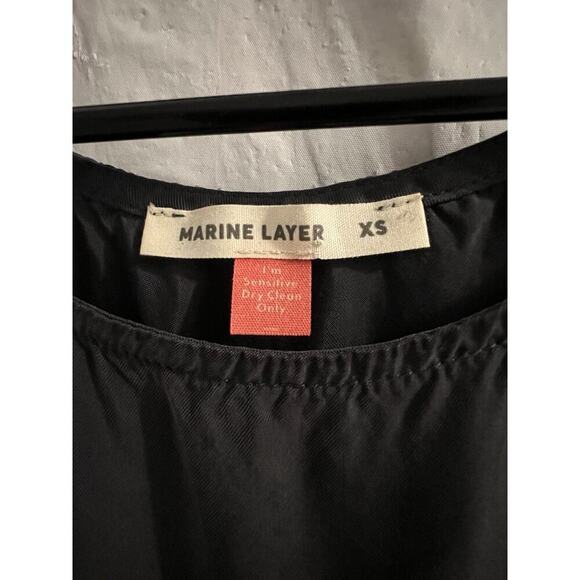 MARINE LAYER XS
I'm
Sensitive
Dry Clean
Only